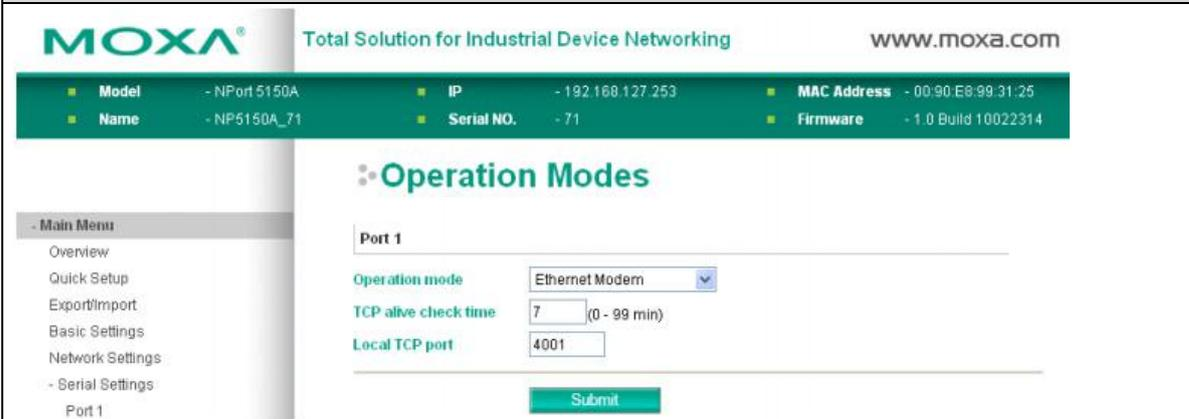 MOXA® Total Solution for Industrial Device Networking www.moxa.com
Model - NPort 5150A IP - 192.168.127.253 MAC Address - 00:90:E8:99:31:25
Name - NP5150A_71 Serial NO. - 71 Firmware - 1.0 Build 10022314
Operation Modes
- Main Menu
Overview
Quick Setup
Export/Import
Basic Settings
Network Settings
- Serial Settings
Port 1
Port 1
Operation mode Ethernet Modem
TCP alive check time 7 (0 - 99 min)
Local TCP port 4001
Submit